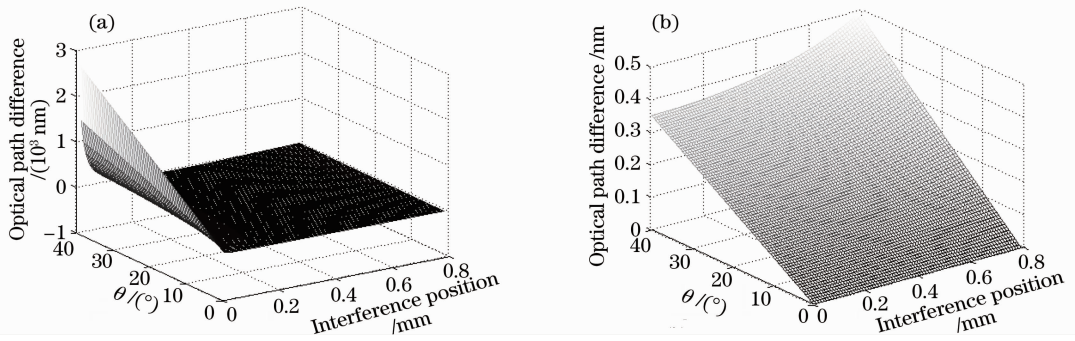 (a)
Optical path difference
/(10³ nm)
3
2
1
0
−1
40
30
20
10
0
θ /(°)
0
0.2
0.4
0.6
0.8
Interference position
/mm
(b)
Optical path difference /nm
0.5
0.4
0.3
0.2
0.1
0
40
30
20
10
0
θ /(°)
0
0.2
0.4
0.6
0.8
Interference position
/mm